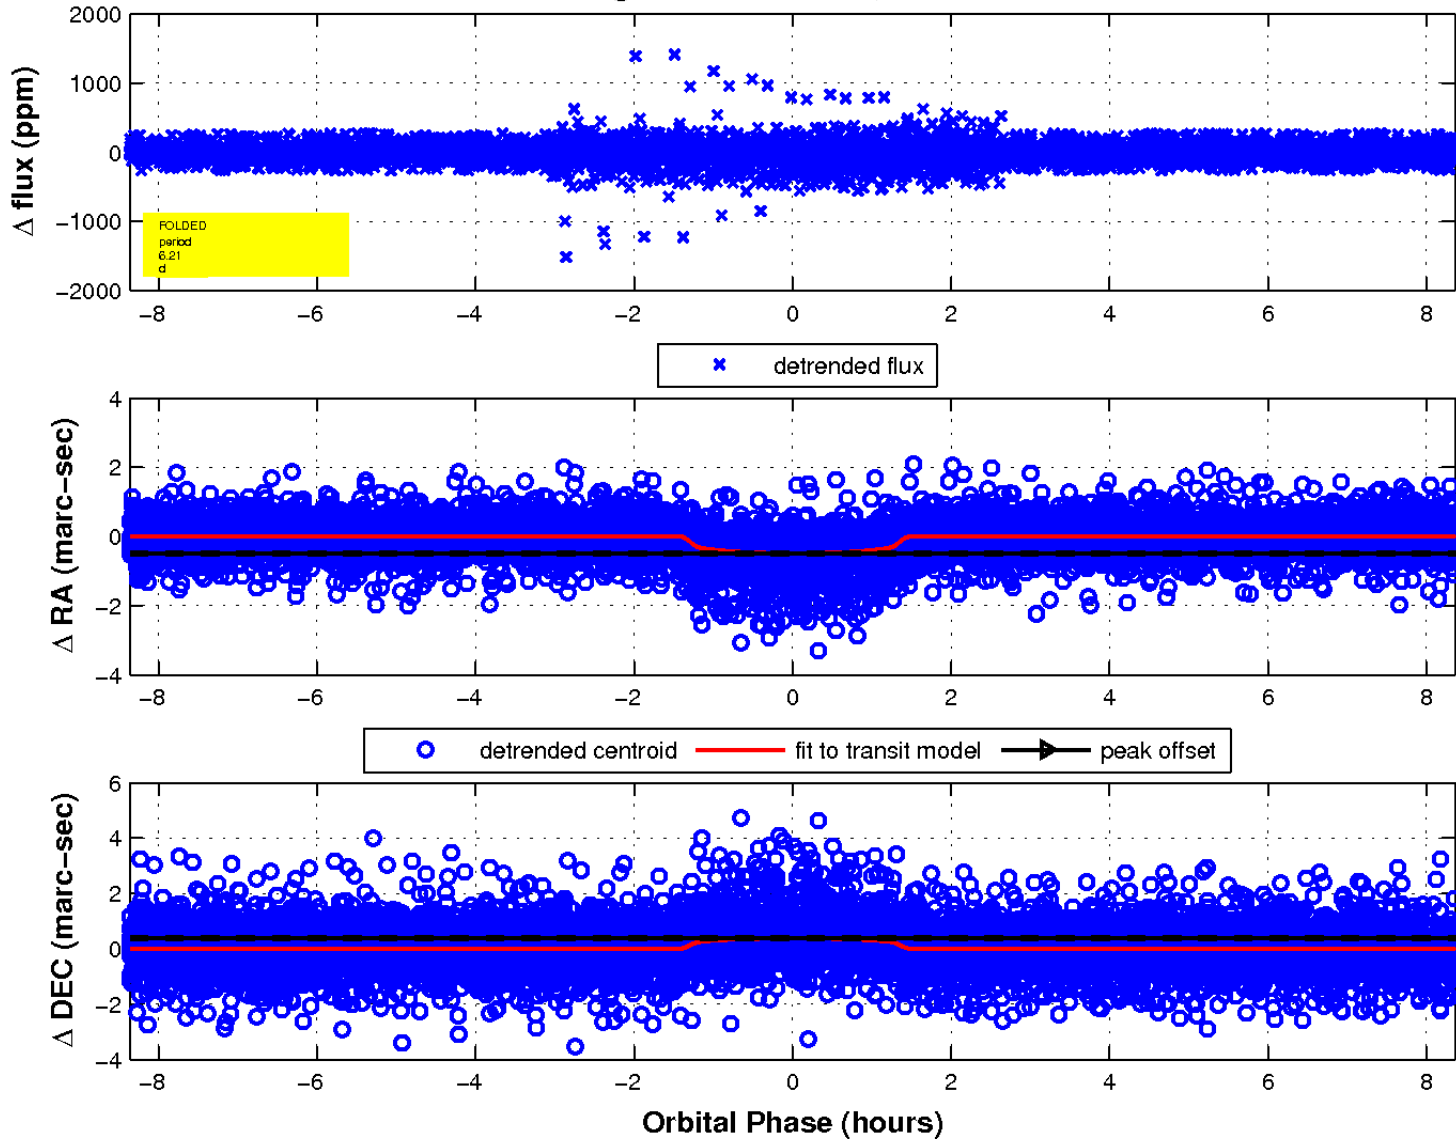 2000
1000
0
−1000
−2000
Δ flux (ppm)
FOLDED
period
6.21
d
−8 −6 −4 −2 0 2 4 6 8
detrended flux
4
2
0
−2
−4
Δ RA (marc−sec)
−8 −6 −4 −2 0 2 4 6 8
detrended centroid fit to transit model peak offset
6
4
2
0
−2
−4
Δ DEC (marc−sec)
−8 −6 −4 −2 0 2 4 6 8
Orbital Phase (hours)